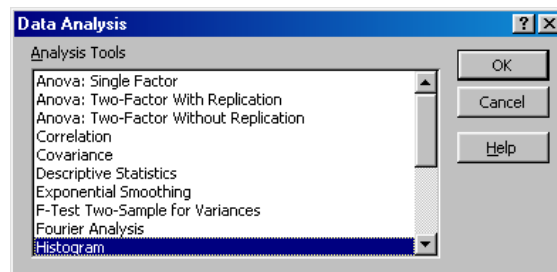 Data Analysis
Analysis Tools
Anova: Single Factor
Anova: Two-Factor With Replication
Anova: Two-Factor Without Replication
Correlation
Covariance
Descriptive Statistics
Exponential Smoothing
F-Test Two-Sample for Variances
Fourier Analysis
Histogram
OK
Cancel
Help